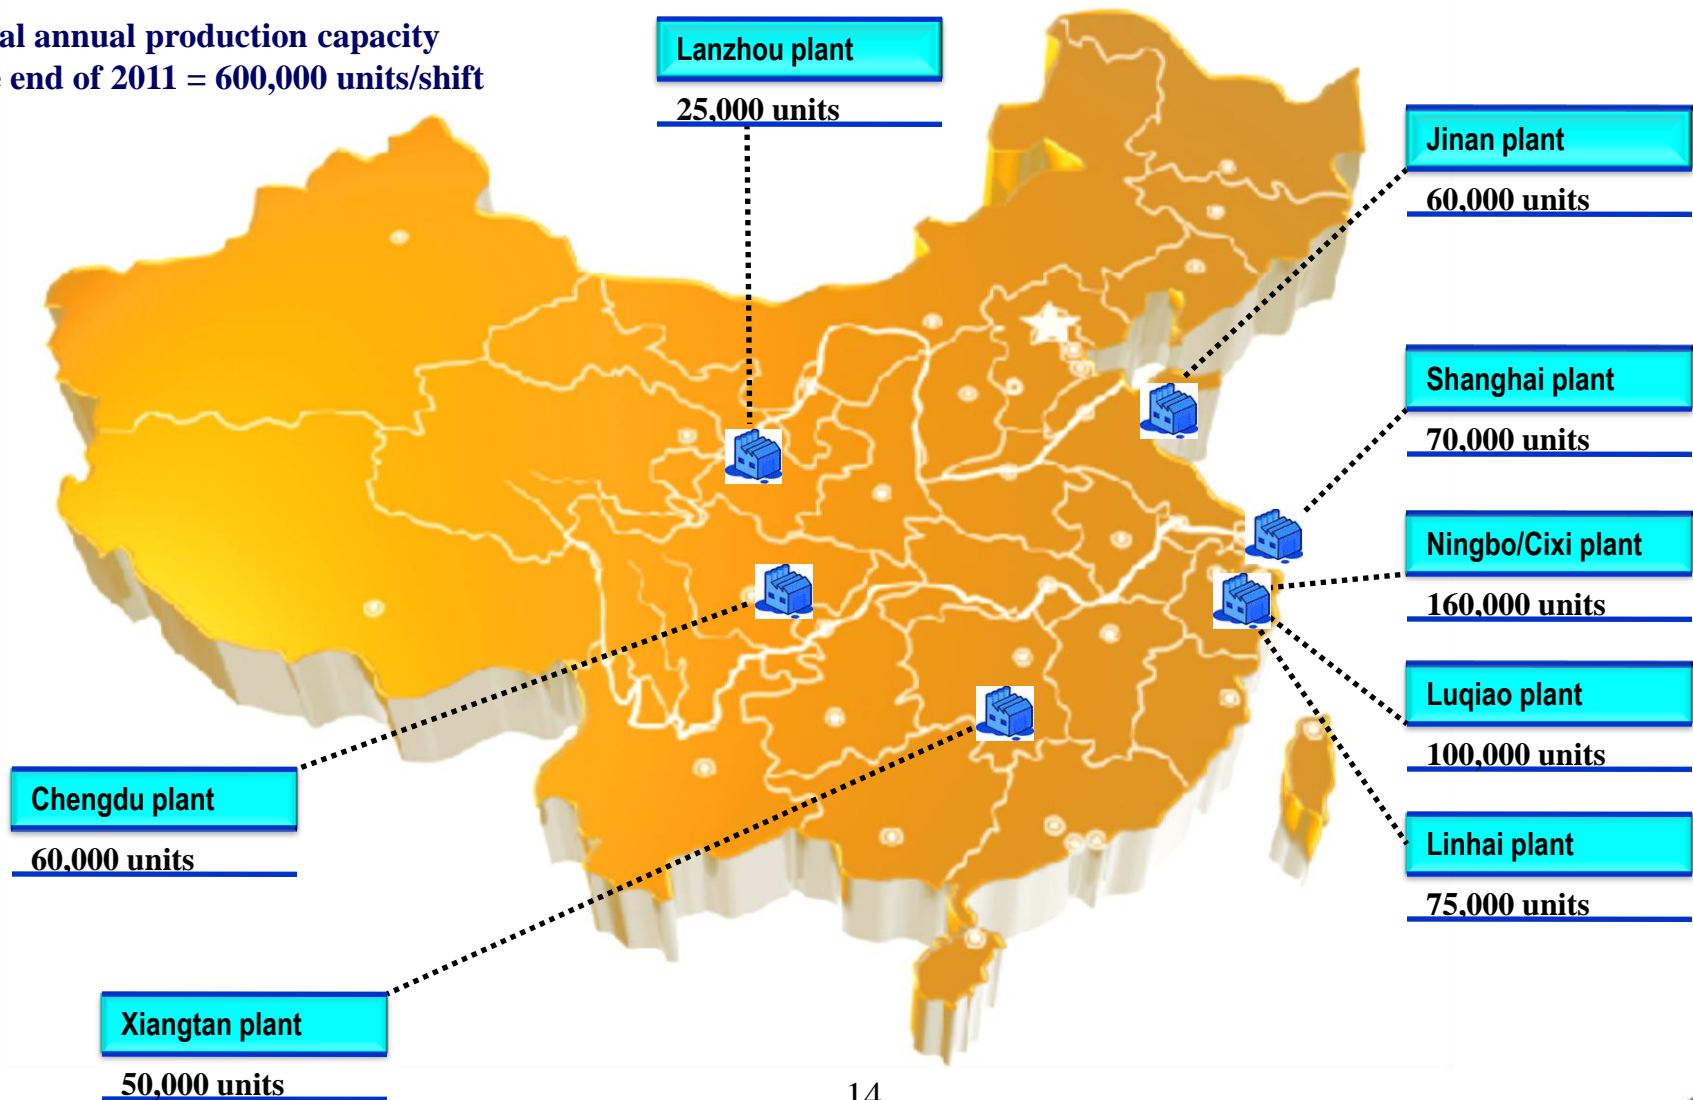 al annual production capacity
end of 2011 = 600,000 units/shift
Lanzhou plant
25,000 units
Jinan plant
60,000 units
Shanghai plant
70,000 units
Ningbo/Cixi plant
160,000 units
Luqiao plant
100,000 units
Linhai plant
75,000 units
Chengdu plant
60,000 units
Xiangtan plant
50,000 units
14